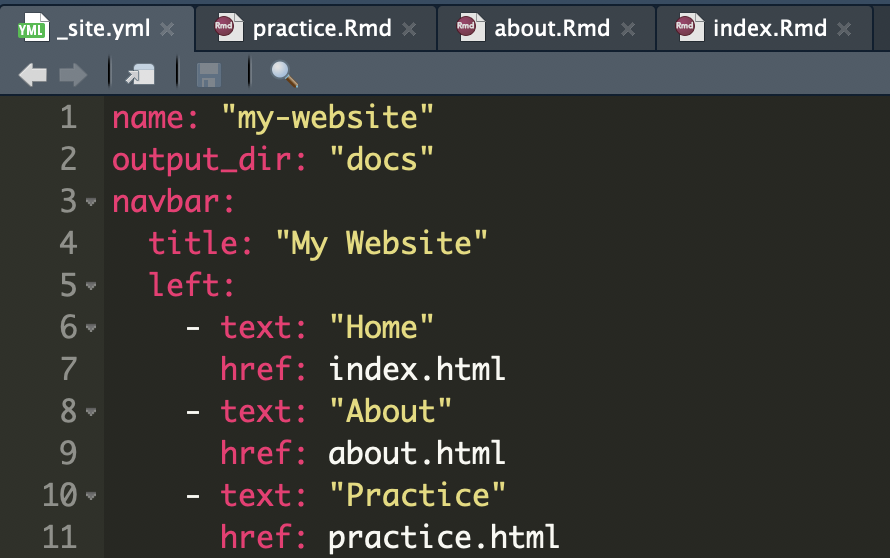 YML _site.yml Rmd practice.Rmd Rmd about.Rmd Rmd index.Rmd
1 name: "my-website"
2 output_dir: "docs"
3 navbar:
4 title: "My Website"
5 left:
6 - text: "Home"
7 href: index.html
8 - text: "About"
9 href: about.html
10 - text: "Practice"
11 href: practice.html